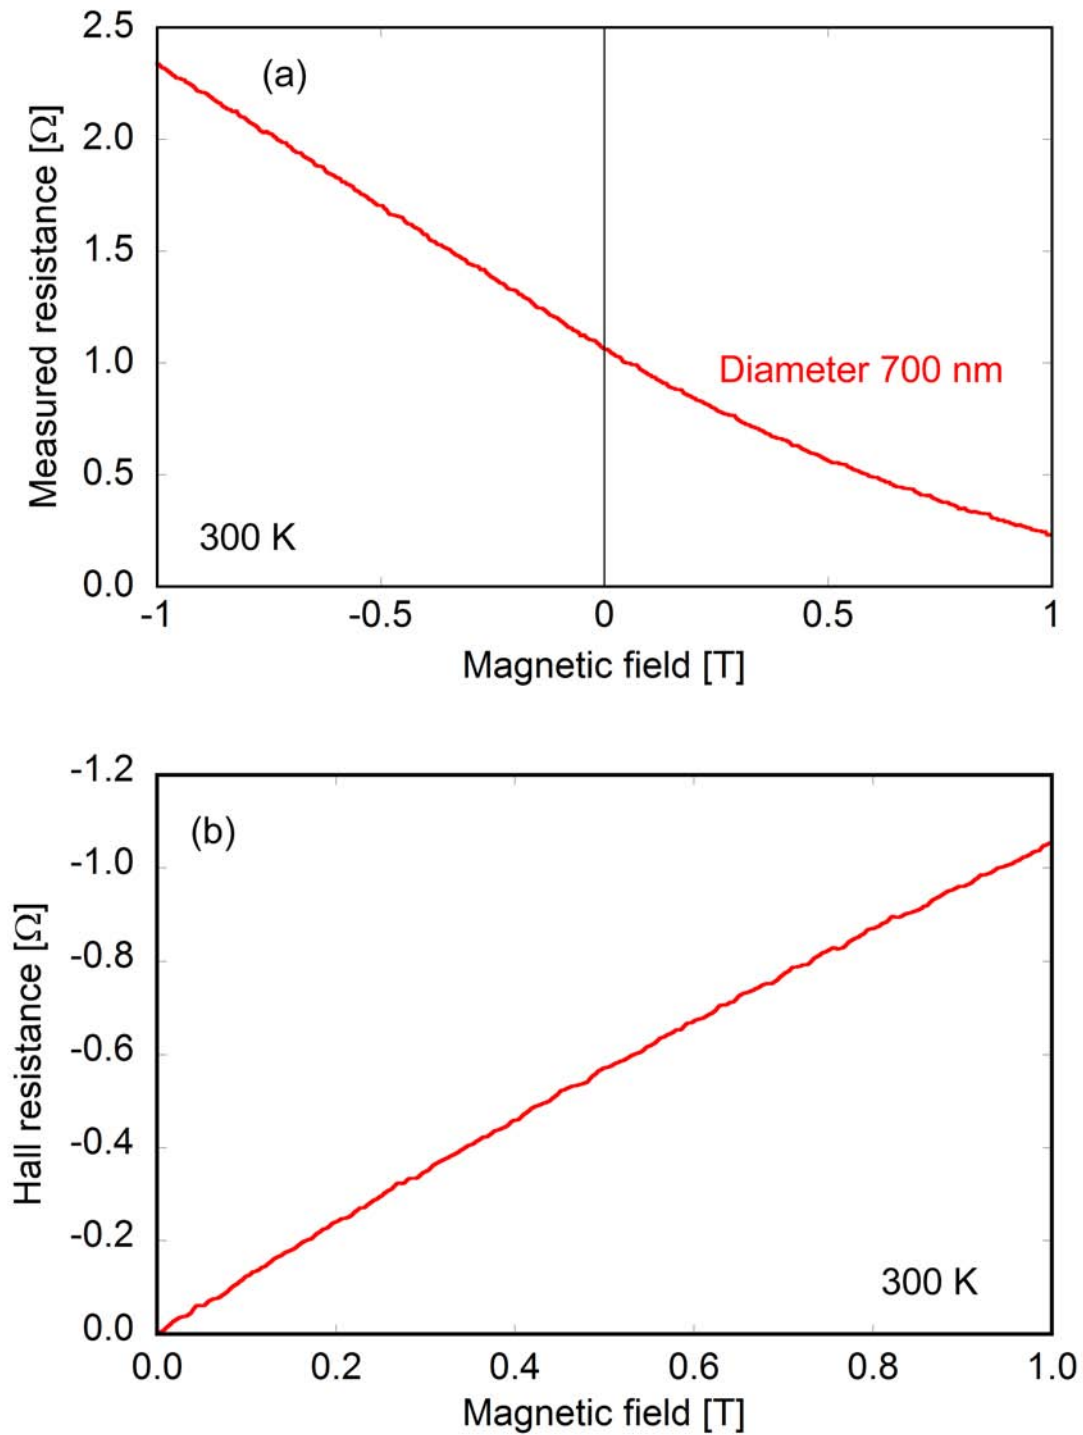 2.5
(a)
2.0
1.5
1.0
0.5
0.0
Measured resistance [Ω]
Diameter 700 nm
300 K
-1
-0.5
0
0.5
1
Magnetic field [T]
-1.2
(b)
-1.0
-0.8
-0.6
-0.4
-0.2
0.0
Hall resistance [Ω]
300 K
0.0
0.2
0.4
0.6
0.8
1.0
Magnetic field [T]